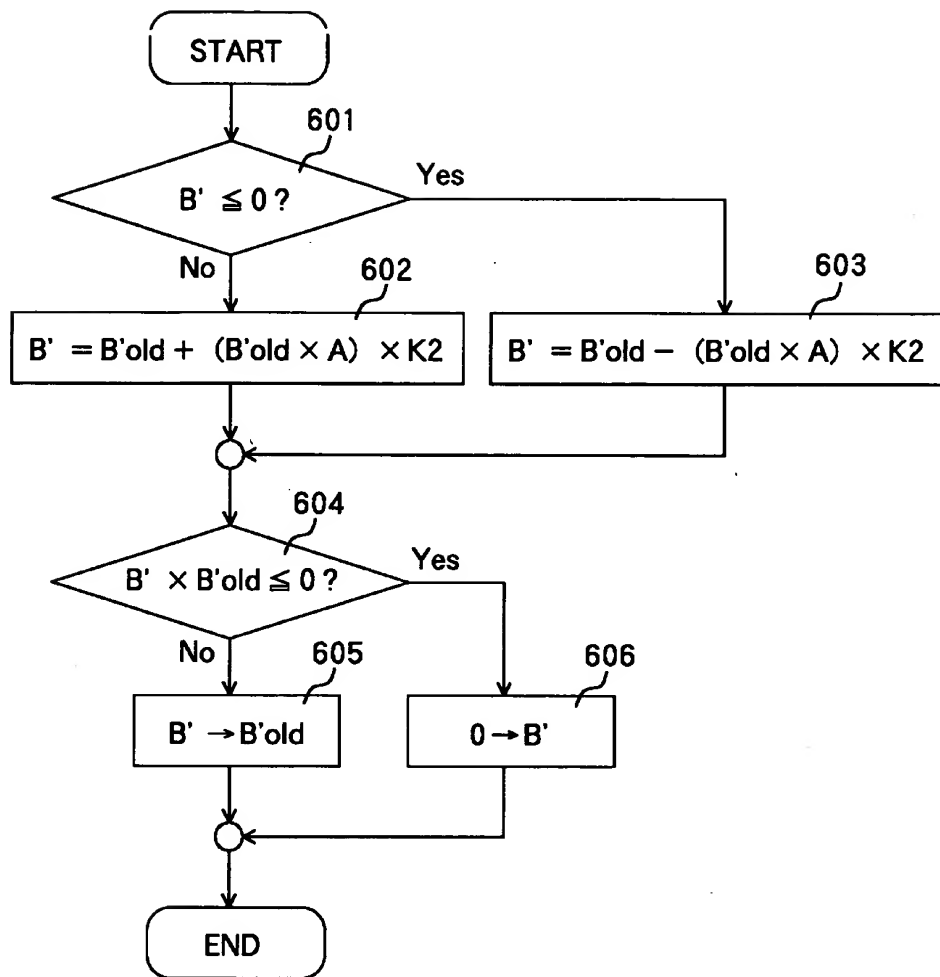 START
601
B' ≦ 0 ?
Yes
No
602
B' = B'old + (B'old × A) × K2
603
B' = B'old − (B'old × A) × K2
604
B' × B'old ≦ 0 ?
Yes
No
605
B' → B'old
606
0 → B'
END